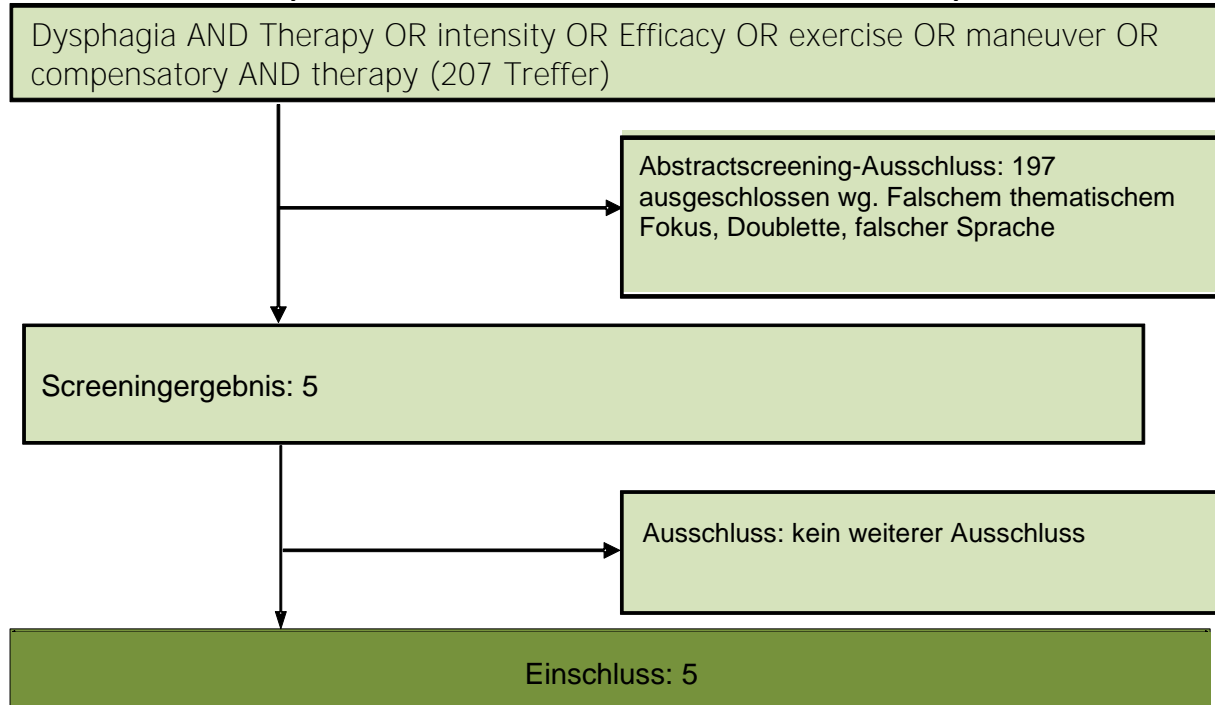 Dysphagia AND Therapy OR intensity OR Efficacy OR exercise OR maneuver OR
compensatory AND therapy (207 Treffer)
Abstractscreening-Ausschluss: 197
ausgeschlossen wg. Falschem thematischem
Fokus, Doublette, falscher Sprache
Screeningergebnis: 5
Ausschluss: kein weiterer Ausschluss
Einschluss: 5